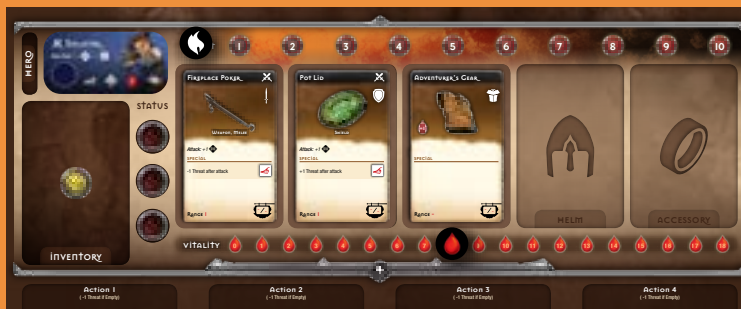 HERO
1 2 3 4 5 6 7 8 9 10
STATUS
Fireplace Poker
Weapon, Melee
Attack: +1
SPECIAL
-1 Threat after attack
Range 1
Pot Lid
Shield
Attack: +1
SPECIAL
+1 Threat after attack
Range 1
Adventurer's Gear
SPECIAL
Range -
HELM
ACCESSORY
INVENTORY
VITALITY 0 1 2 3 4 5 6 7 9 10 11 12 13 14 15 16 17 18
Action 1
( -1 Threat if Empty)
Action 2
( -1 Threat if Empty)
Action 3
( -1 Threat if Empty)
Action 4
( -1 Threat if Empty)